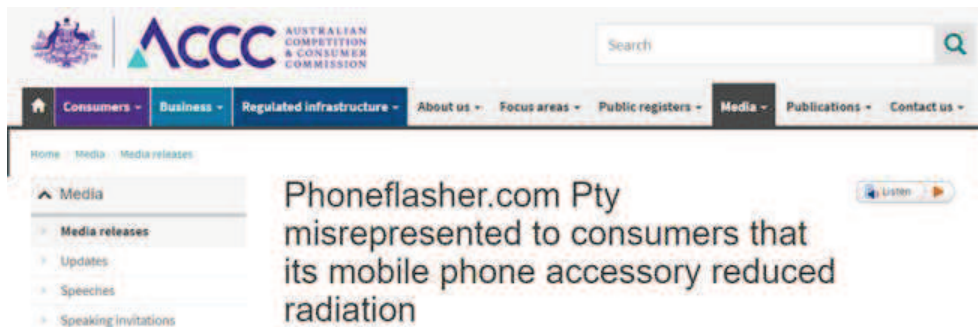 ACCC
AUSTRALIAN
COMPETITION
& CONSUMER
COMMISSION
Search
Consumers
Business
Regulated infrastructure
About us
Focus areas
Public registers
Media
Publications
Contact us
Home Media Media releases
Media
Media releases
Updates
Speeches
Speaking invitations
Phoneflasher.com Pty
misrepresented to consumers that
its mobile phone accessory reduced
radiation
Listen